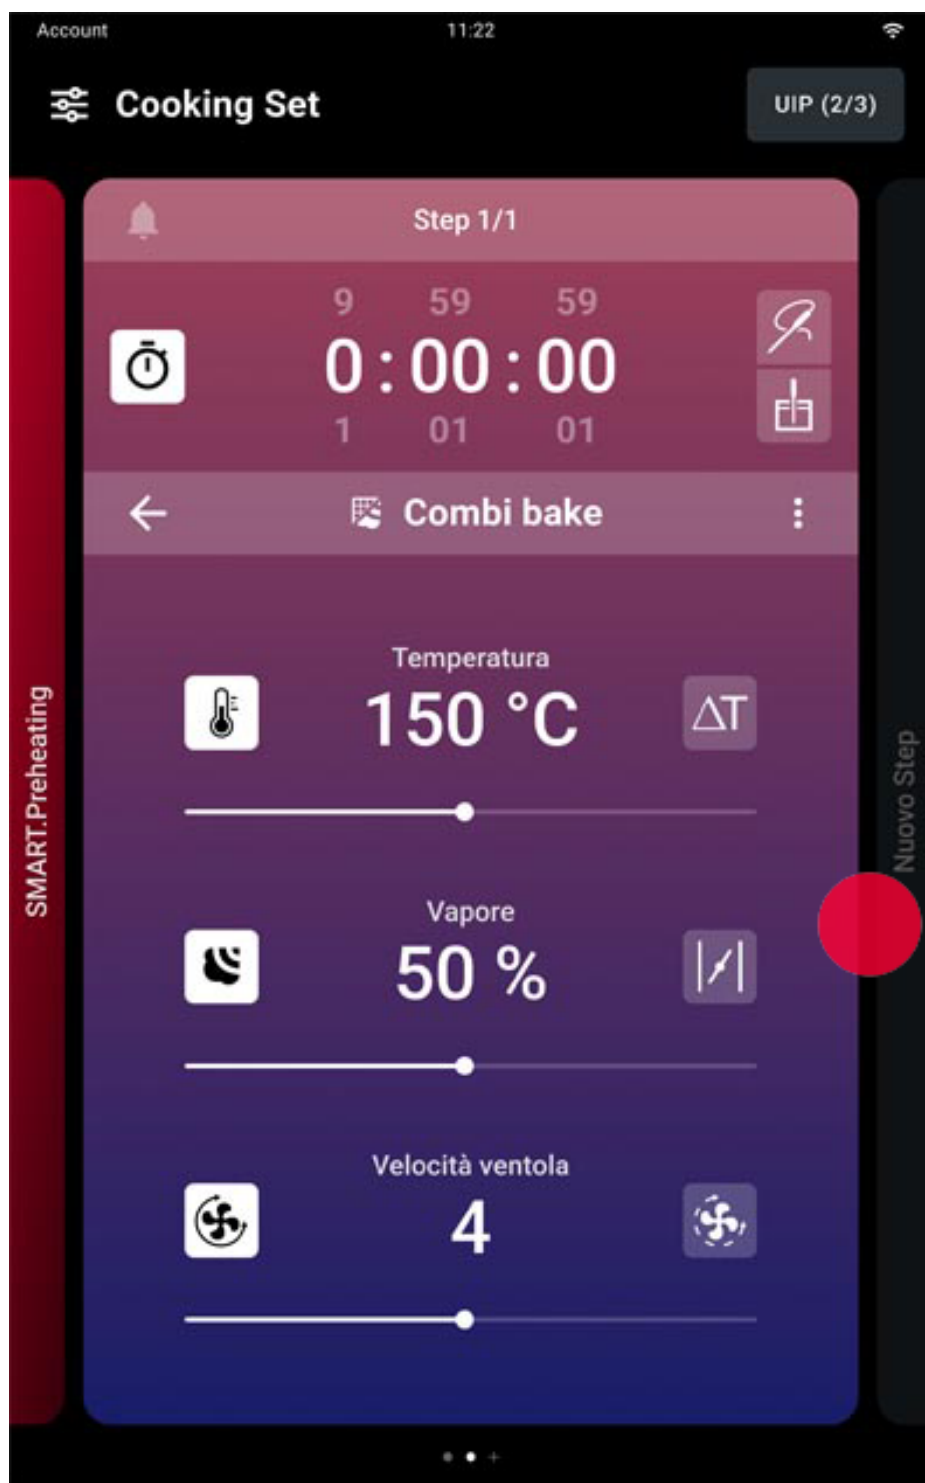 Account 11:22
Cooking Set UIP (2/3)
Step 1/1
9 59 59
0:00:00
1 01 01
Combi bake
Temperatura
150 °C
ΔT
SMART.Preheating
Nuovo Step
Vapore
50 %
Velocità ventola
4